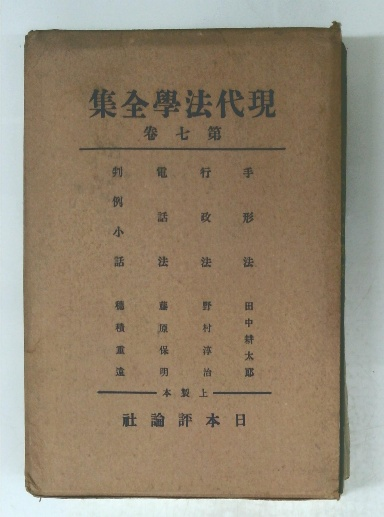 現代法學全集
第七卷
手形法　田中耕太郎
行政法　野村淳治
電話法　藤原保明
判例小話　穗積重遠
上製本
日本評論社